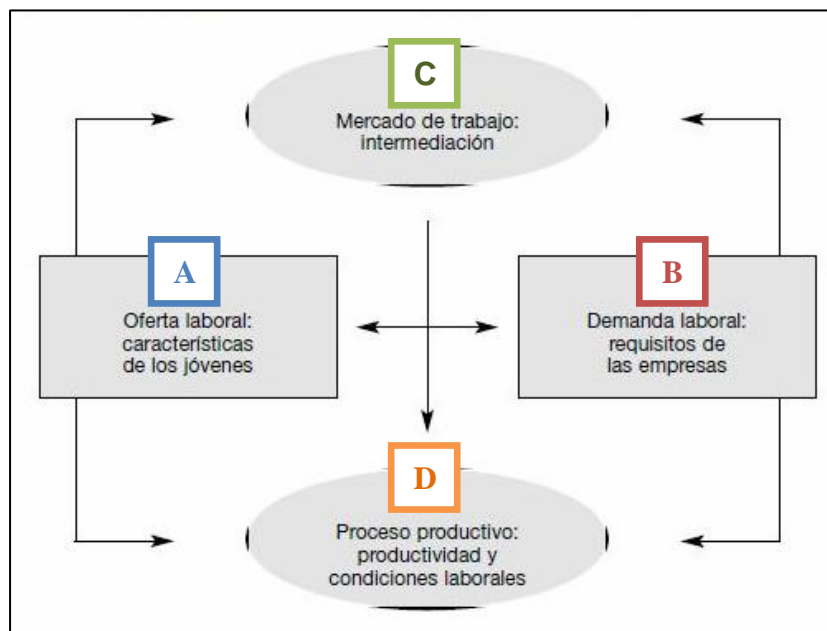 C
Mercado de trabajo:
intermediación
A
Oferta laboral:
características
de los jóvenes
B
Demanda laboral:
requisitos de
las empresas
D
Proceso productivo:
productividad y
condiciones laborales